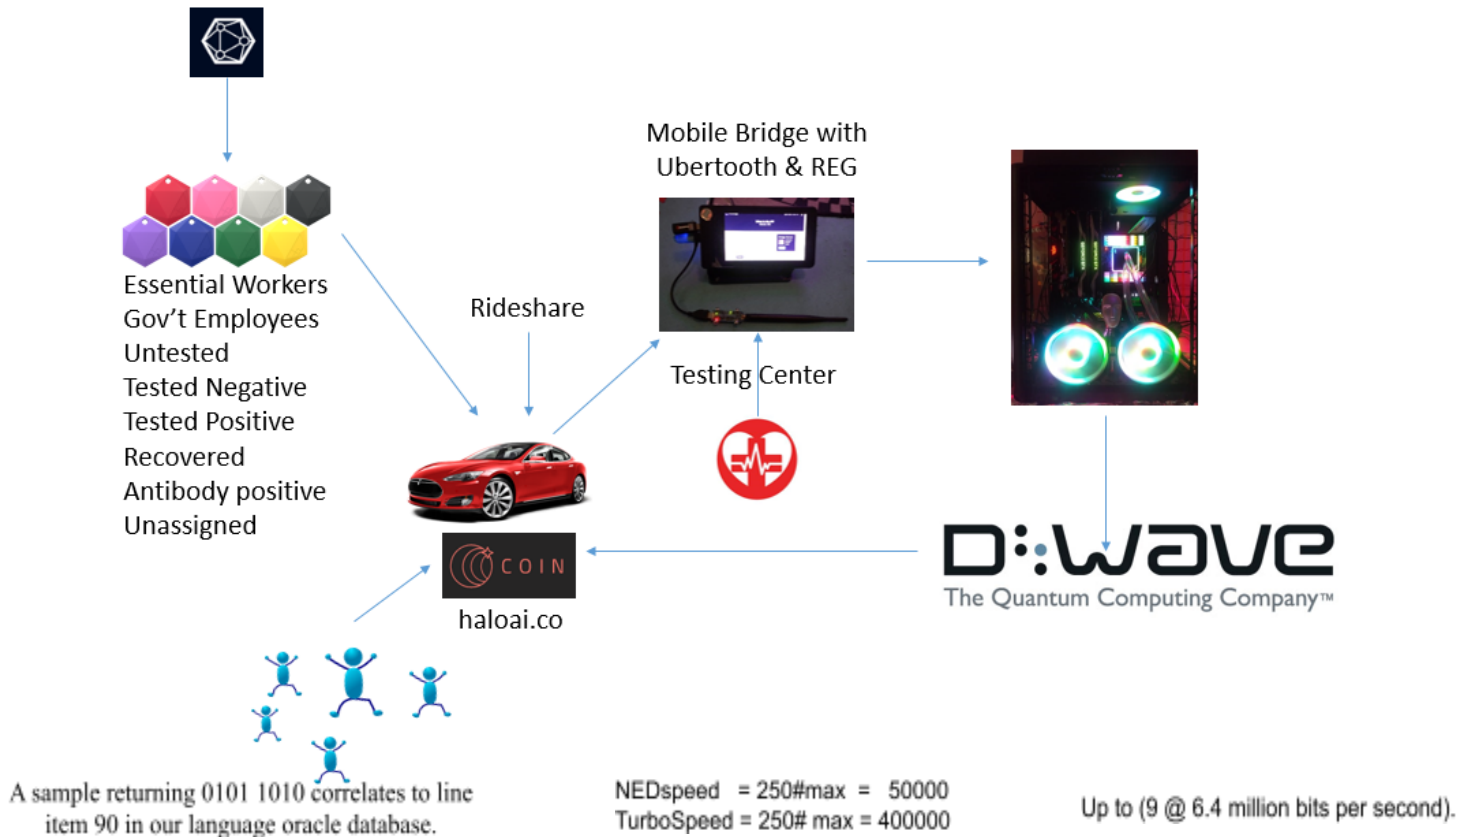 Mobile Bridge with
Ubertooth & REG
Essential Workers
Gov't Employees
Untested
Tested Negative
Tested Positive
Recovered
Antibody positive
Unassigned
Rideshare
Testing Center
COIN
haloai.co
D:Wave
The Quantum Computing Company™
A sample returning 0101 1010 correlates to line
item 90 in our language oracle database.
NEDspeed = 250#max = 50000
TurboSpeed = 250# max = 400000
Up to (9 @ 6.4 million bits per second).